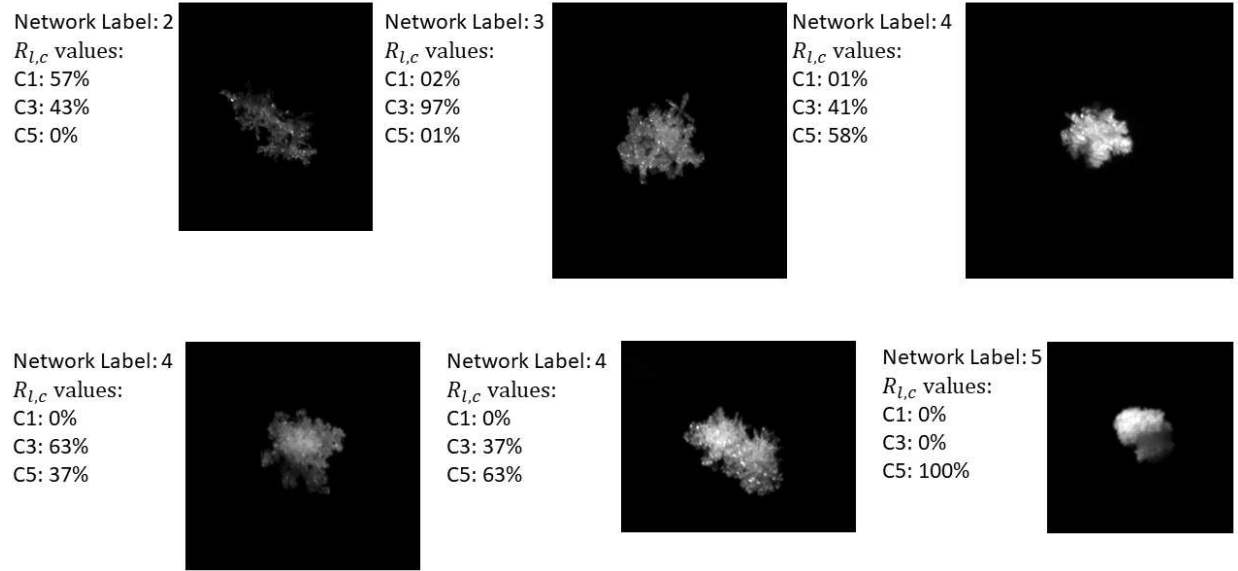 Network Label: 2
R_{l,c} values:
C1: 57%
C3: 43%
C5: 0%
Network Label: 3
R_{l,c} values:
C1: 02%
C3: 97%
C5: 01%
Network Label: 4
R_{l,c} values:
C1: 01%
C3: 41%
C5: 58%
Network Label: 4
R_{l,c} values:
C1: 0%
C3: 63%
C5: 37%
Network Label: 4
R_{l,c} values:
C1: 0%
C3: 37%
C5: 63%
Network Label: 5
R_{l,c} values:
C1: 0%
C3: 0%
C5: 100%